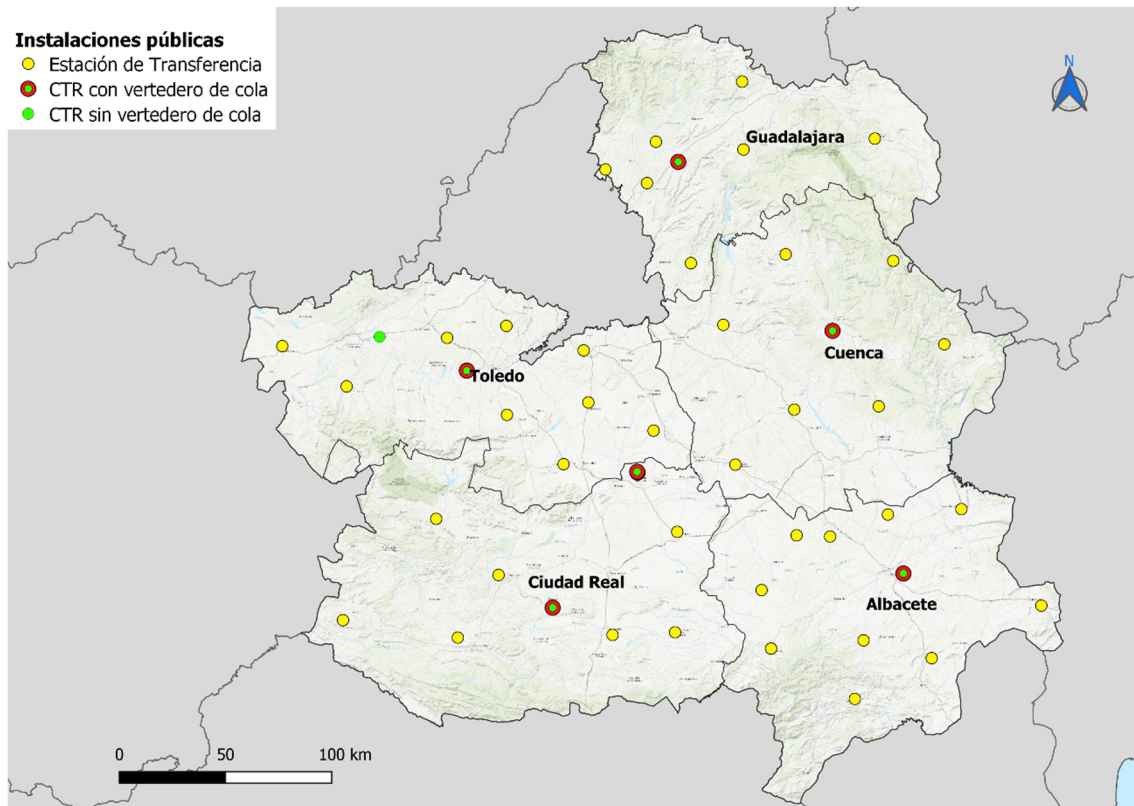 Instalaciones públicas
Estación de Transferencia
CTR con vertedero de cola
CTR sin vertedero de cola
N
Guadalajara
Cuenca
Toledo
Ciudad Real
Albacete
0 50 100 km